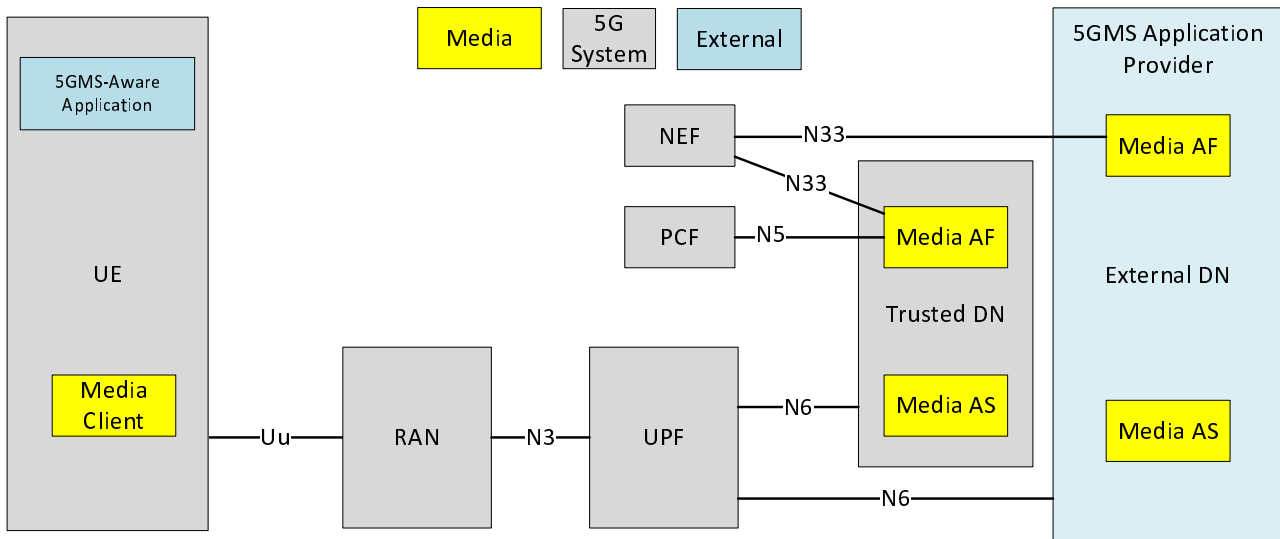 Media
5G
System
External
5GMS Application
Provider
5GMS-Aware
Application
NEF
N33
Media AF
N33
PCF
N5
Media AF
UE
External DN
Trusted DN
Media
Client
Media AS
N6
Media AS
Uu
RAN
N3
UPF
N6